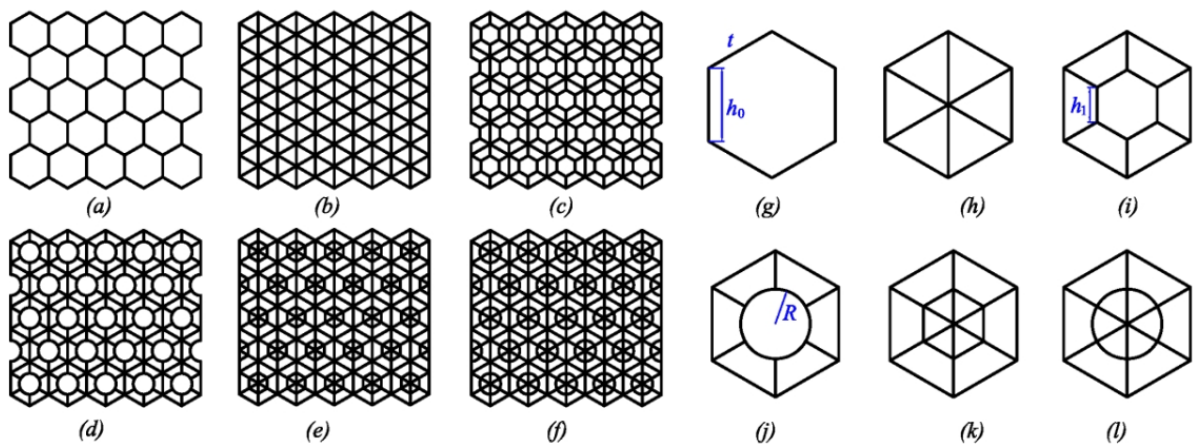 t
h₀
h₁
(a) (b) (c) (g) (h) (i)
R
(d) (e) (f) (j) (k) (l)